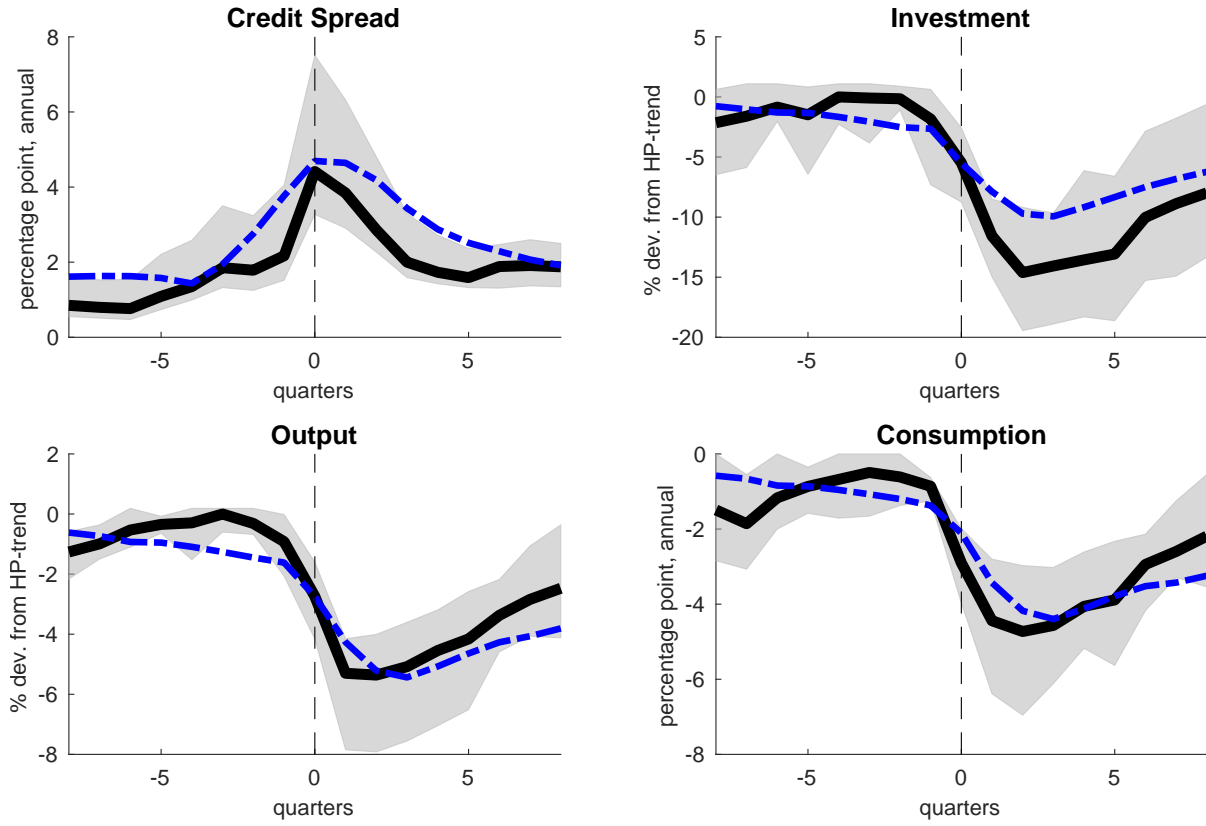 Credit Spread
percentage point, annual
8
6
4
2
0
-5 0 5
quarters
Investment
% dev. from HP-trend
5
0
-5
-10
-15
-20
-5 0 5
quarters
Output
% dev. from HP-trend
2
0
-2
-4
-6
-8
-5 0 5
quarters
Consumption
percentage point, annual
0
-2
-4
-6
-8
-5 0 5
quarters